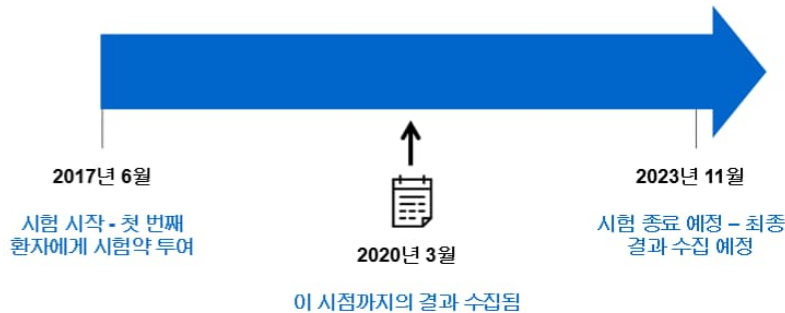 2017년 6월
시험 시작 - 첫 번째
환자에게 시험약 투여
2020년 3월
이 시점까지의 결과 수집됨
2023년 11월
시험 종료 예정 – 최종
결과 수집 예정